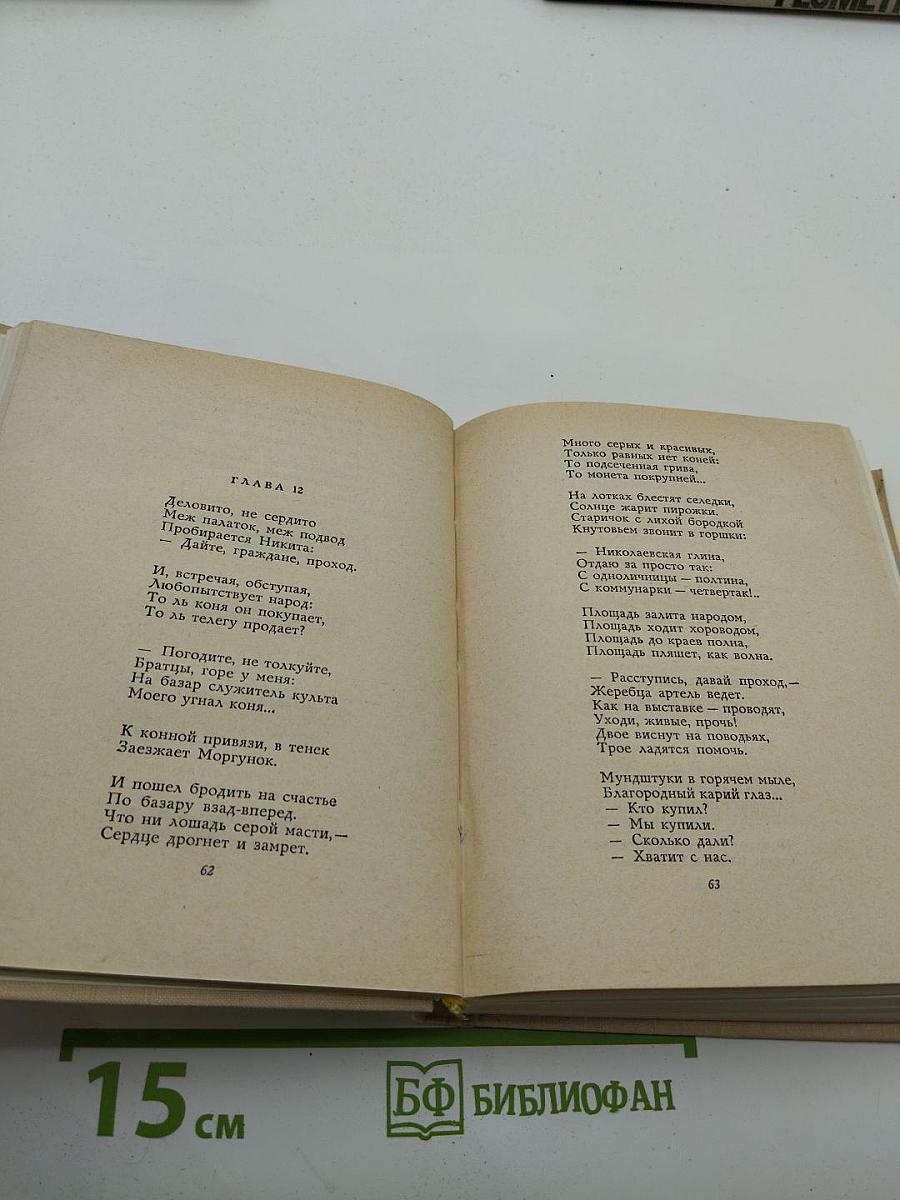 ГЛАВА 12
Деловито, не сердито
Меж палаток, меж подвод
Пробирается Никита:
— Дайте, граждане, проход.
И, встречая, обступая,
Любопытствует народ:
То ль коня он покупает,
То ль телегу продает?
— Погодите, не толкуйте,
Братцы, горе у меня:
На базар служитель культа
Моего угнал коня...
К конной привязи, в тенек
Заезжает Моргунок.
И пошел бродить на счастье
По базару взад-вперед.
Что ни лошадь серой масти,—
Сердце дрогнет и замрет.
62
Много серых и красивых,
Только равных нет коней:
То подсеченная грива,
То монета покрупней...
На лотках блестят селедки,
Солнце жарит пирожки.
Старичок с лихой бородкой
Кнутовьем звонит в горшки:
— Николаевская глина,
Отдаю за просто так:
С одноличницы — полтина,
С коммунарки — четвертак!..
Площадь залита народом,
Площадь ходит хороводом,
Площадь до краев полна,
Площадь пляшет, как волна.
— Расступись, давай проход,—
Жеребца артель ведет.
Как на выставке — проводят,
Уходи, живые, прочь!
Двое виснут на поводьях,
Трое ладятся помочь.
Мундштуки в горячем мыле,
Благородный карий глаз...
— Кто купил?
— Мы купили.
— Сколько дали?
— Хватит с нас.
63
15 см
БФ БИБЛИОФАН